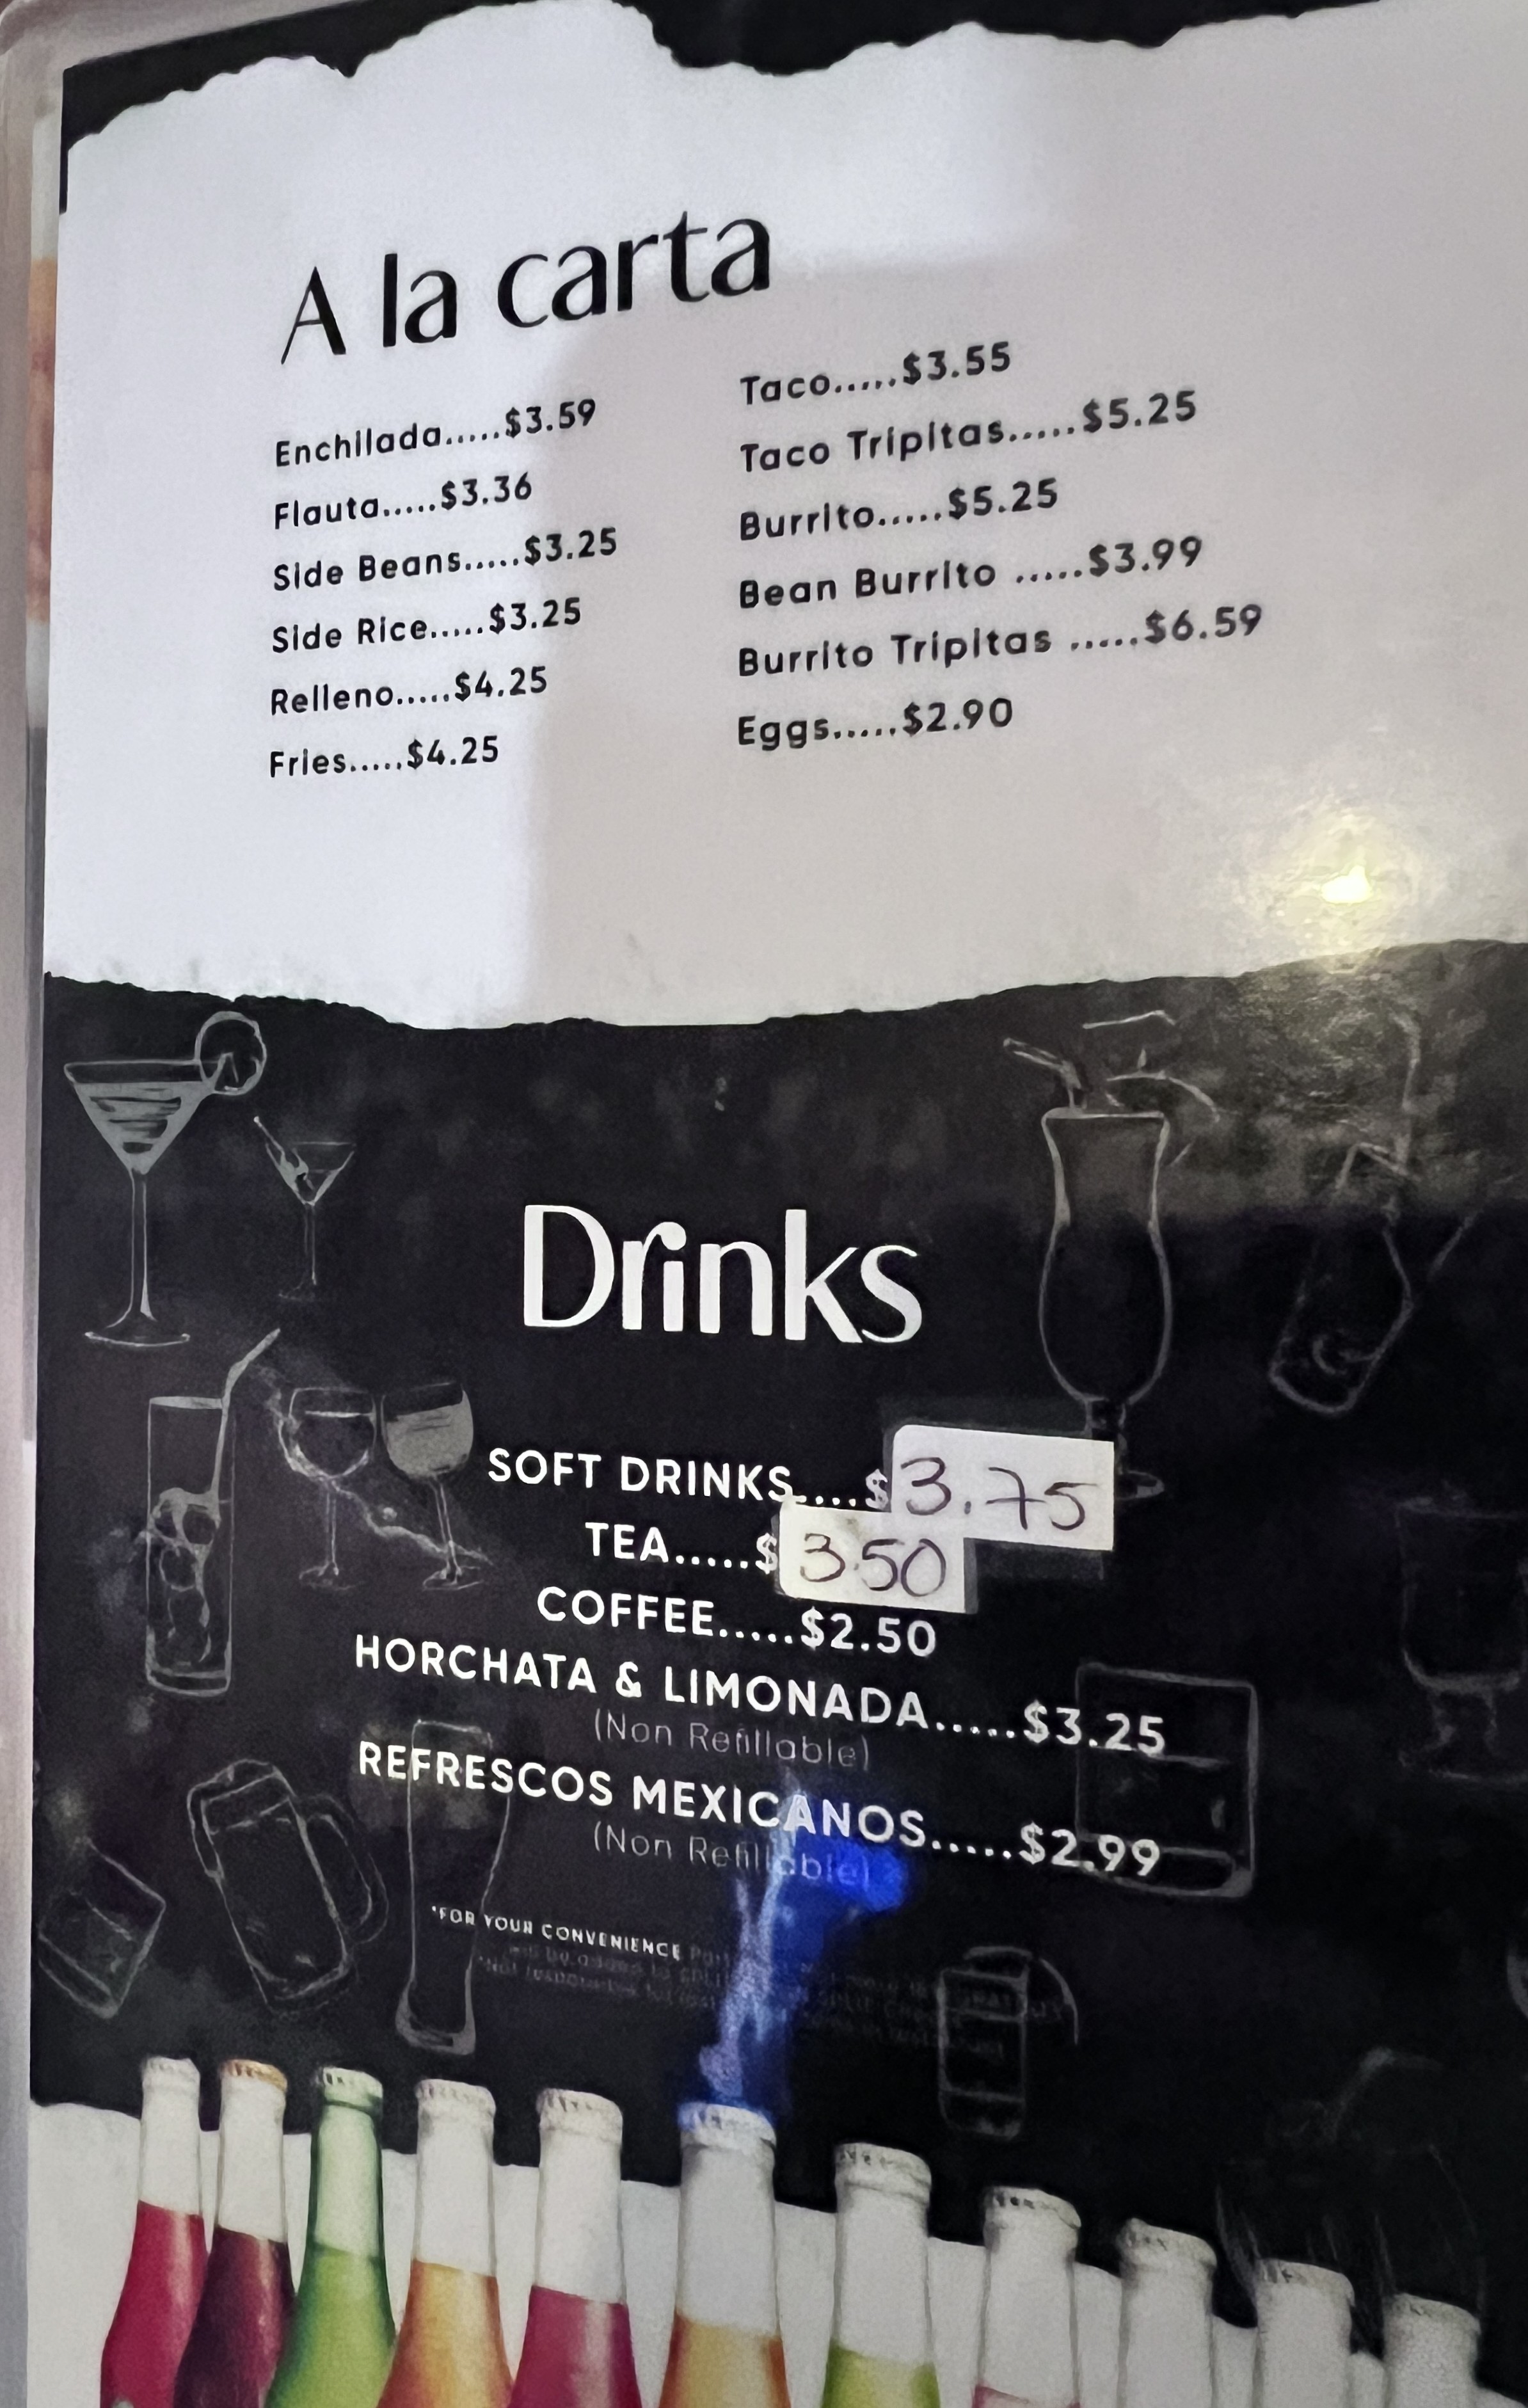 A la carta
Enchilada.....$3.59
Flauta.....$3.36
Side Beans.....$3.25
Side Rice.....$3.25
Relleno.....$4.25
Fries.....$4.25
Taco.....$3.55
Taco Tripitas.....$5.25
Burrito.....$5.25
Bean Burrito .....$3.99
Burrito Tripitas .....$6.59
Eggs.....$2.90
Drinks
SOFT DRINKS.....$3.75
TEA.....$3.50
COFFEE.....$2.50
HORCHATA & LIMONADA.....$3.25
(Non Refillable)
REFRESCOS MEXICANOS.....$2.99
(Non Refillable)
*FOR YOUR CONVENIENCE